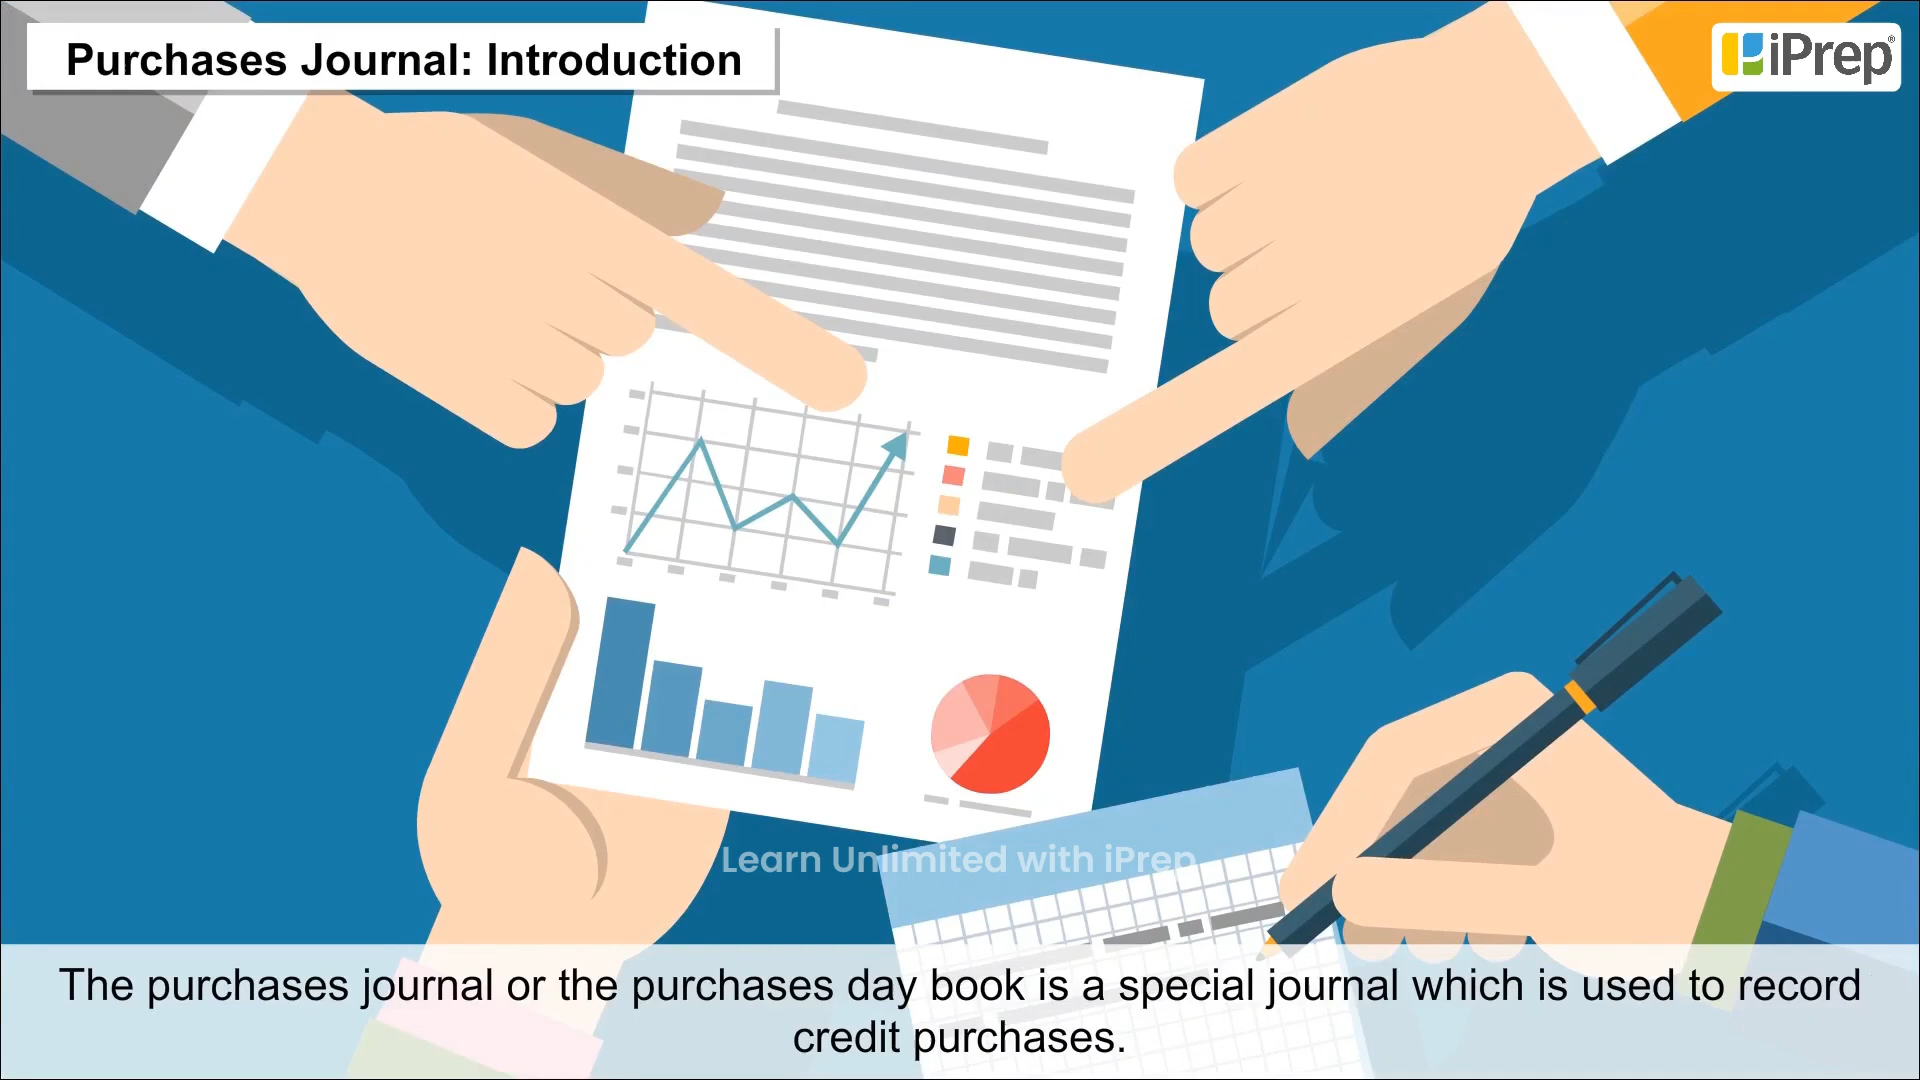 Purchases Journal: Introduction
iPrep®
Learn Unlimited with iPrep
The purchases journal or the purchases day book is a special journal which is used to record
credit purchases.